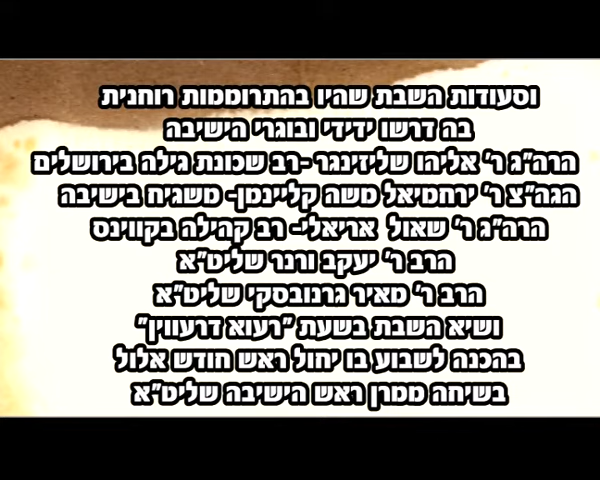 וסעודות השבת שהיו בהתרוממות רוחנית
בה דרשו ידידי ובוגרי הישיבה
הרה"ג ר' אליהו שלזינגר -רב שכונת גילה בירושלים
הגה"צ ר' ירחמיאל משה קליינמן- משגיח בישיבה
הרה"ג ר' שאול אריאלי- רב קהילה בקווינס
הרב ר' יעקב ורנר שליט"א
הרב ר' מאיר גרנובסקי שליט"א
ושיא השבת בשעת "רעוא דרעווין"
בהכנה לשבוע בו יחול ראש חודש אלול
בשיחה ממרן ראש הישיבה שליט"א